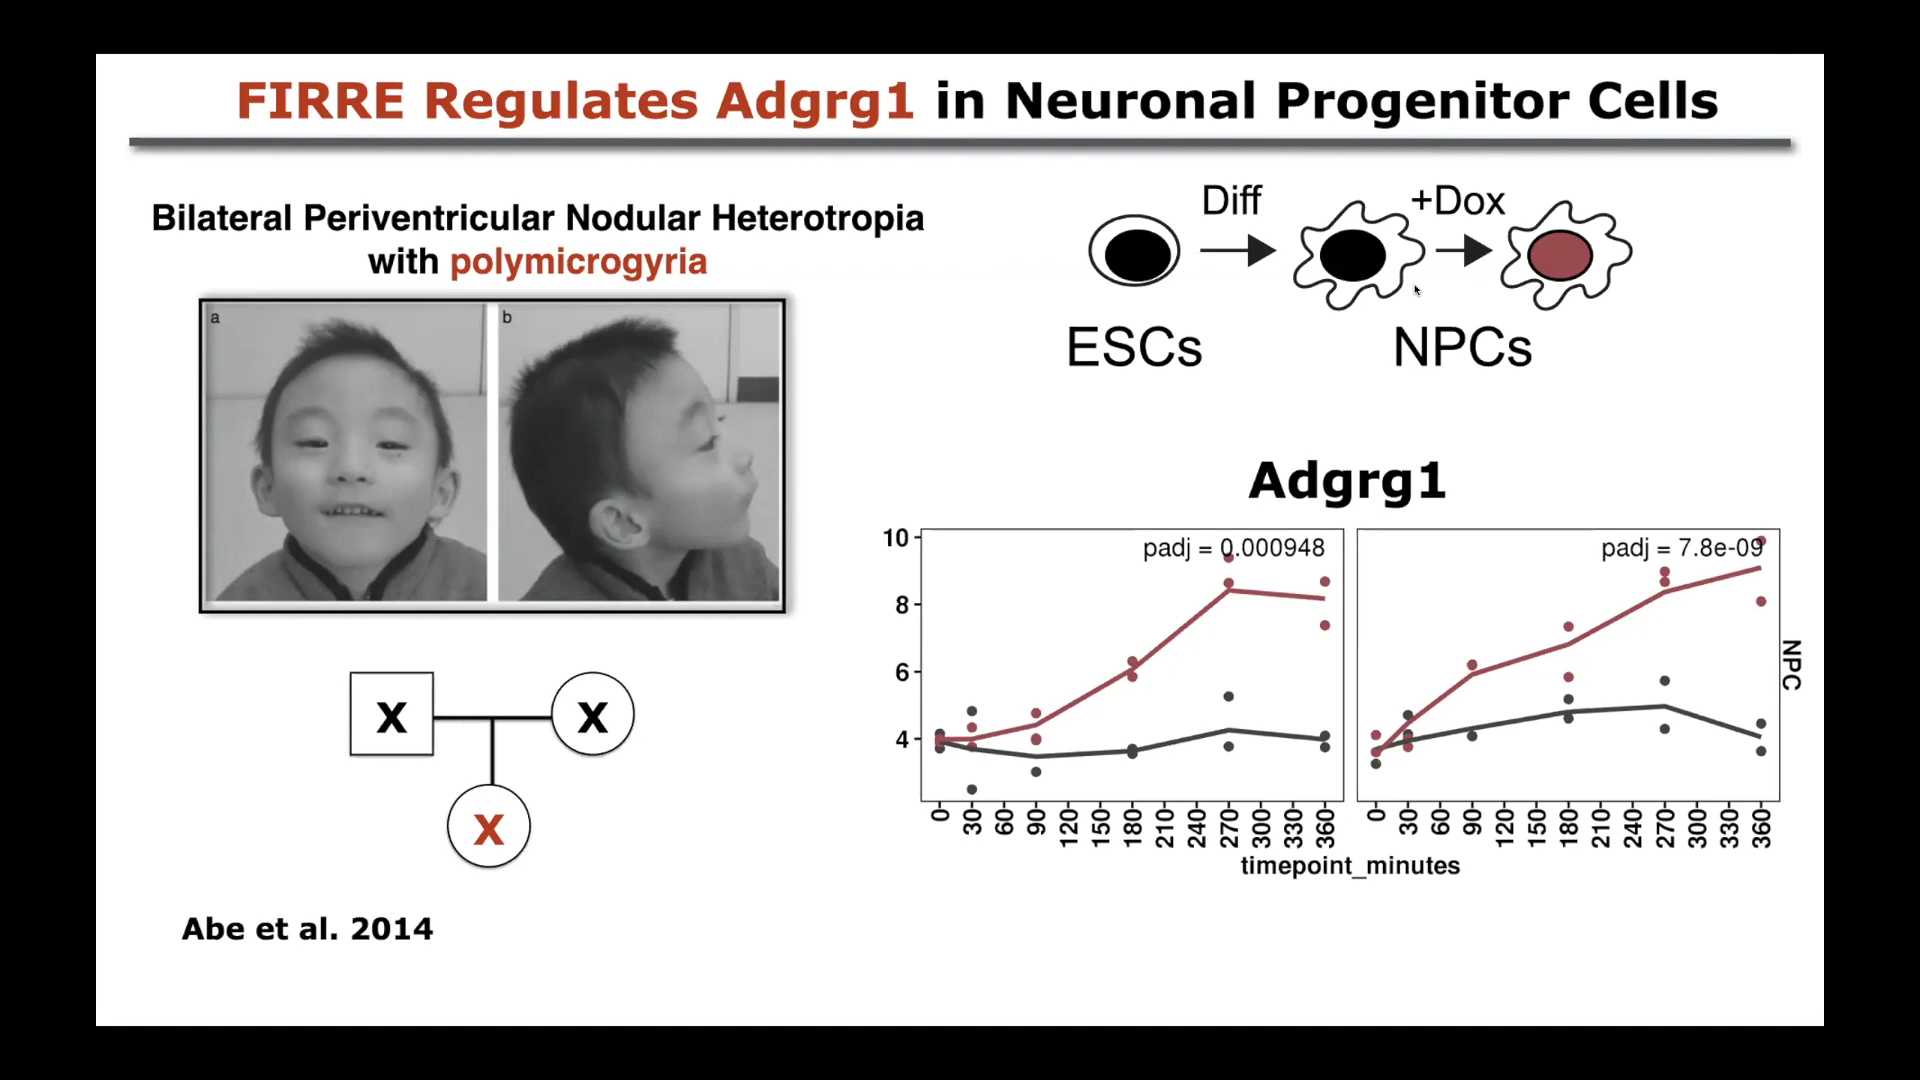 FIRRE Regulates Adgrg1 in Neuronal Progenitor Cells
Bilateral Periventricular Nodular Heterotropia
with polymicrogyria
a
b
X
X
X
Abe et al. 2014
Diff
+Dox
ESCs
NPCs
Adgrg1
10
8
6
4
padj = 0.000948
padj = 7.8e-09
NPC
0 30 60 90 120 150 180 210 240 270 300 330 360
0 30 60 90 120 150 180 210 240 270 300 330 360
timepoint_minutes